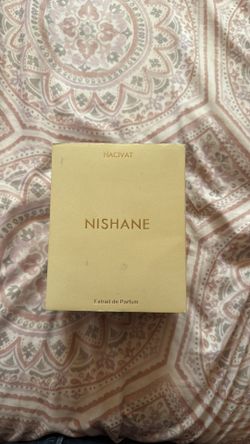 HACIVAT
NISHANE
Extrait de Parfum